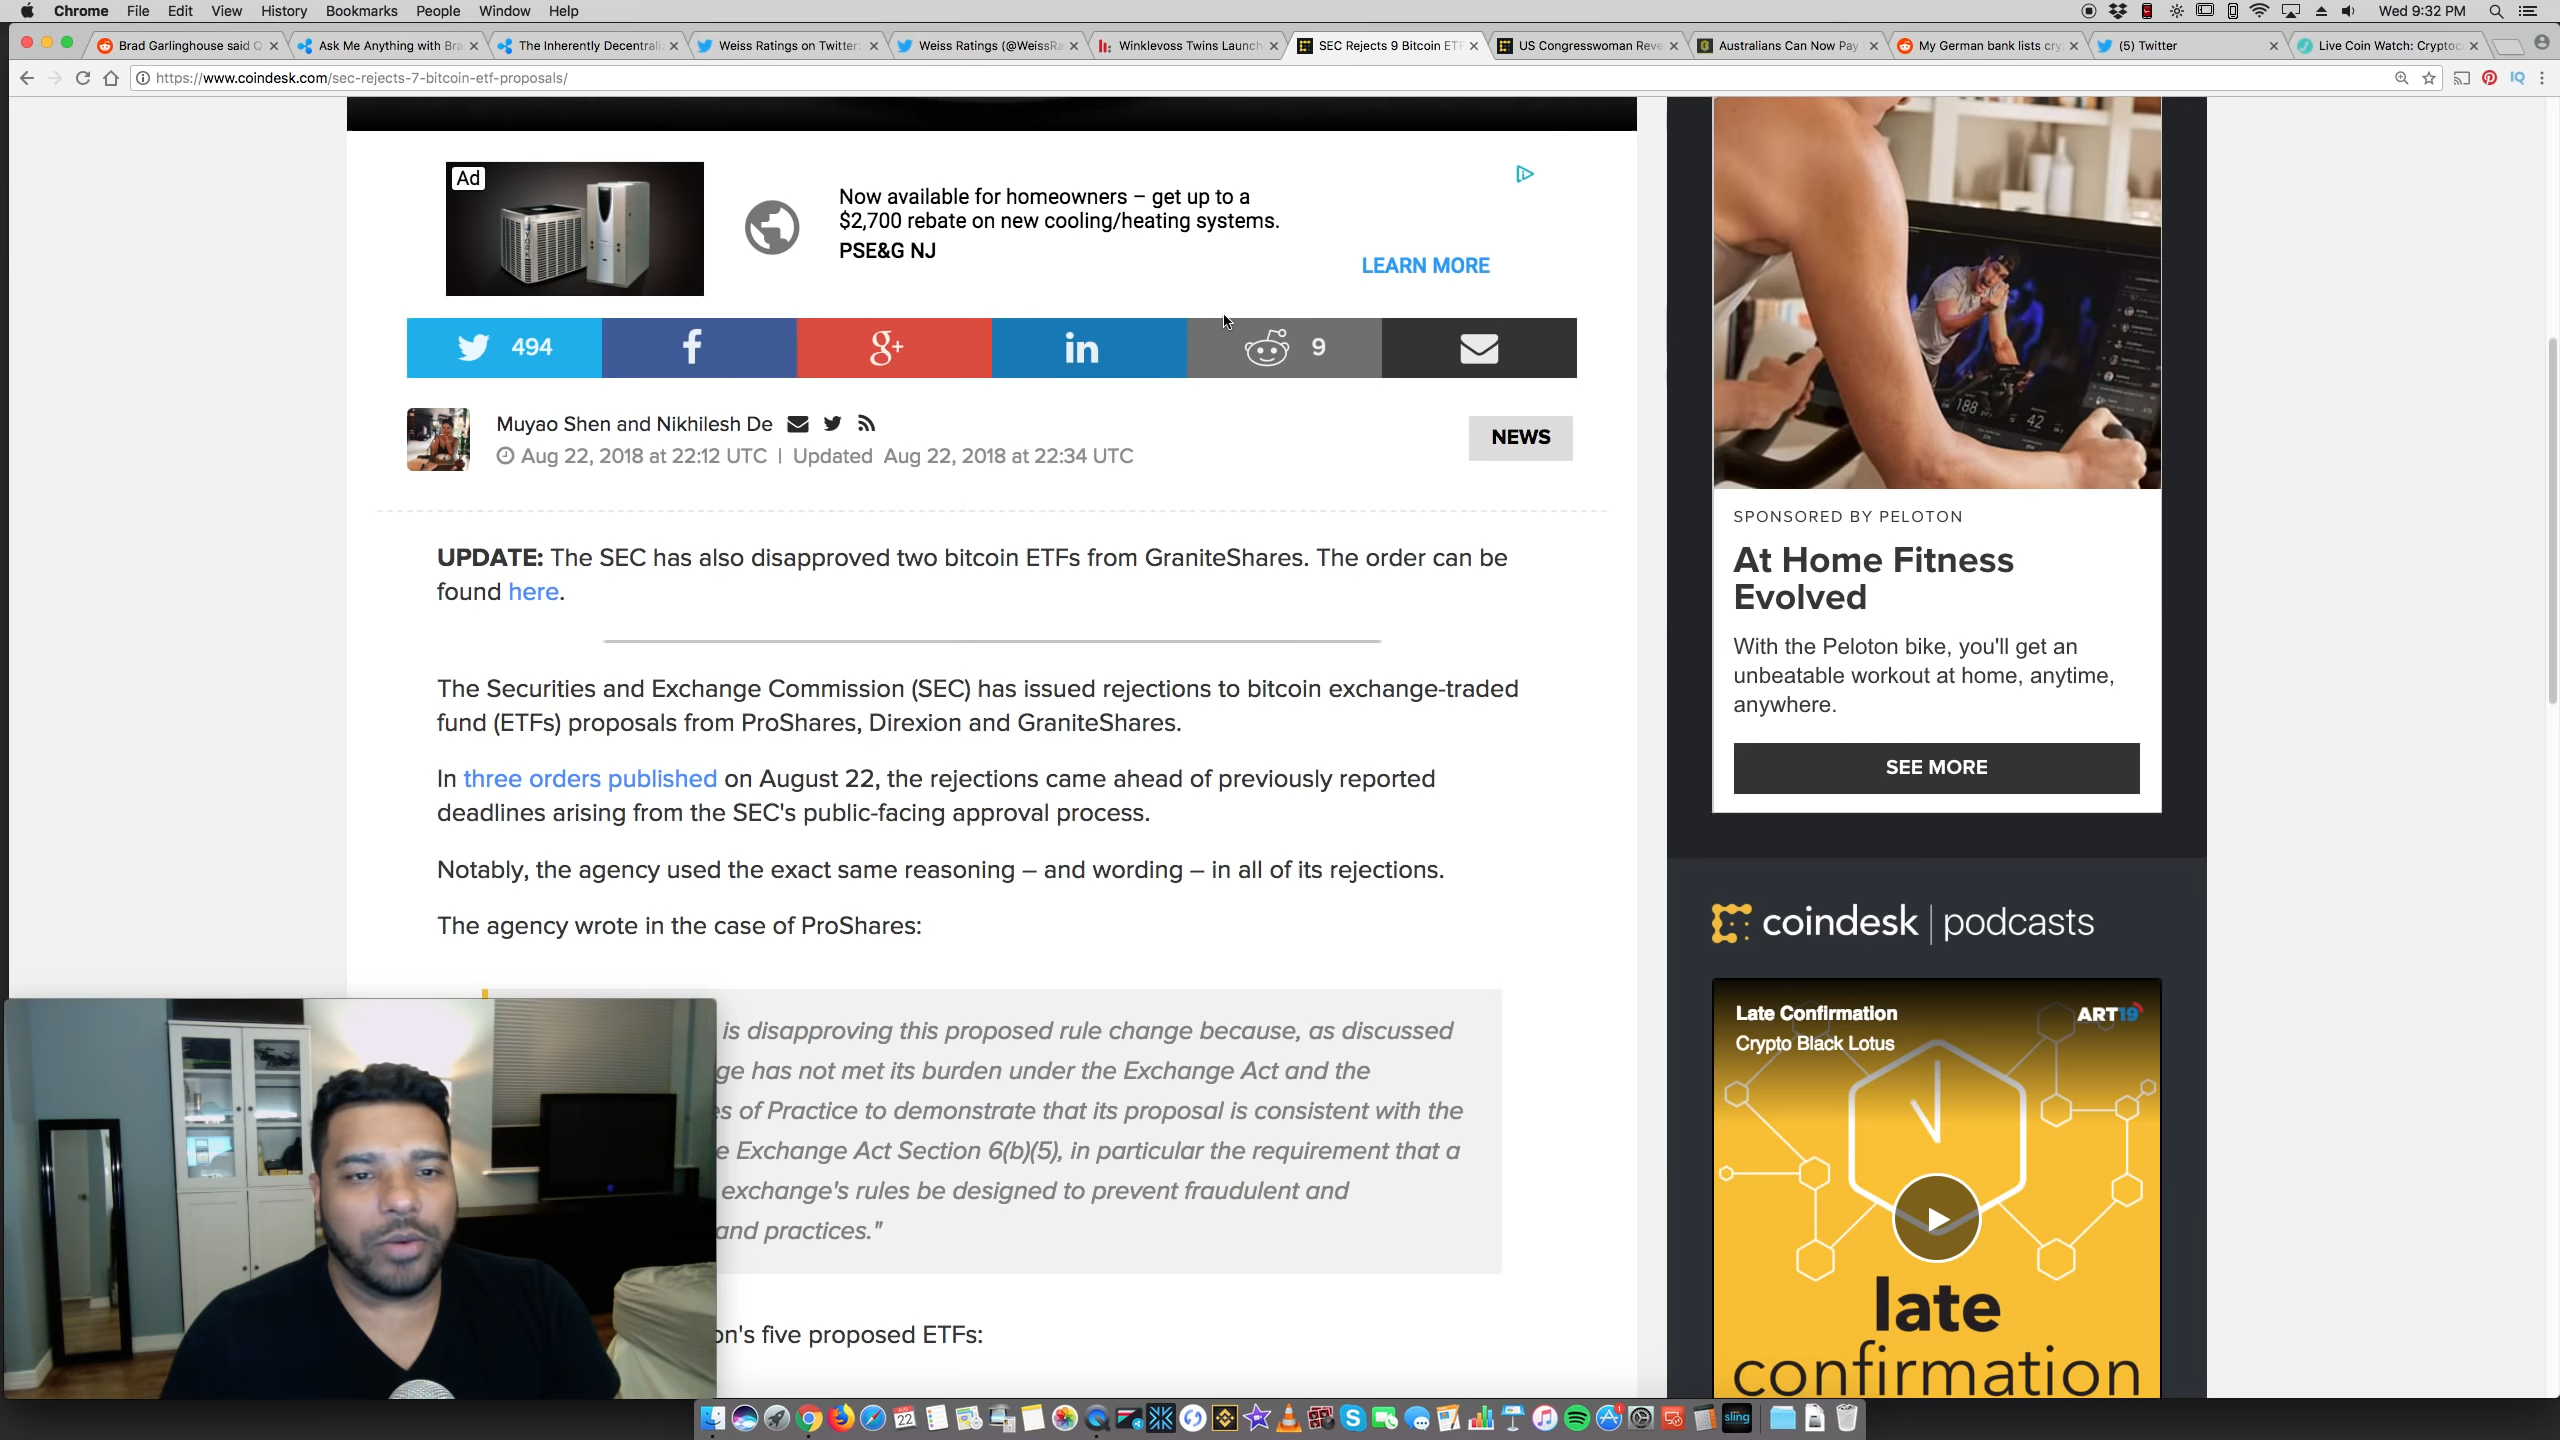 Chrome File Edit View History Bookmarks People Window Help
Wed 9:32 PM
Brad Garlinghouse said Q
Ask Me Anything with Bra
The Inherently Decentrali
Weiss Ratings on Twitter:
Weiss Ratings (@WeissRa
Winklevoss Twins Launch
SEC Rejects 9 Bitcoin ETF
US Congresswoman Reve
Australians Can Now Pay
My German bank lists cry
(5) Twitter
Live Coin Watch: Cryptoc
https://www.coindesk.com/sec-rejects-7-bitcoin-etf-proposals/
Ad
Now available for homeowners – get up to a
$2,700 rebate on new cooling/heating systems.
PSE&G NJ
LEARN MORE
494
f
g+
in
9
Muyao Shen and Nikhilesh De
Aug 22, 2018 at 22:12 UTC | Updated Aug 22, 2018 at 22:34 UTC
NEWS
UPDATE: The SEC has also disapproved two bitcoin ETFs from GraniteShares. The order can be
found here.
The Securities and Exchange Commission (SEC) has issued rejections to bitcoin exchange-traded
fund (ETFs) proposals from ProShares, Direxion and GraniteShares.
In three orders published on August 22, the rejections came ahead of previously reported
deadlines arising from the SEC's public-facing approval process.
Notably, the agency used the exact same reasoning – and wording – in all of its rejections.
The agency wrote in the case of ProShares:
is disapproving this proposed rule change because, as discussed
ge has not met its burden under the Exchange Act and the
es of Practice to demonstrate that its proposal is consistent with the
e Exchange Act Section 6(b)(5), in particular the requirement that a
exchange's rules be designed to prevent fraudulent and
and practices."
on's five proposed ETFs:
188
42
SPONSORED BY PELOTON
At Home Fitness
Evolved
With the Peloton bike, you'll get an
unbeatable workout at home, anytime,
anywhere.
SEE MORE
coindesk | podcasts
Late Confirmation
Crypto Black Lotus
ART19
late
confirmation
AUG
22
sling